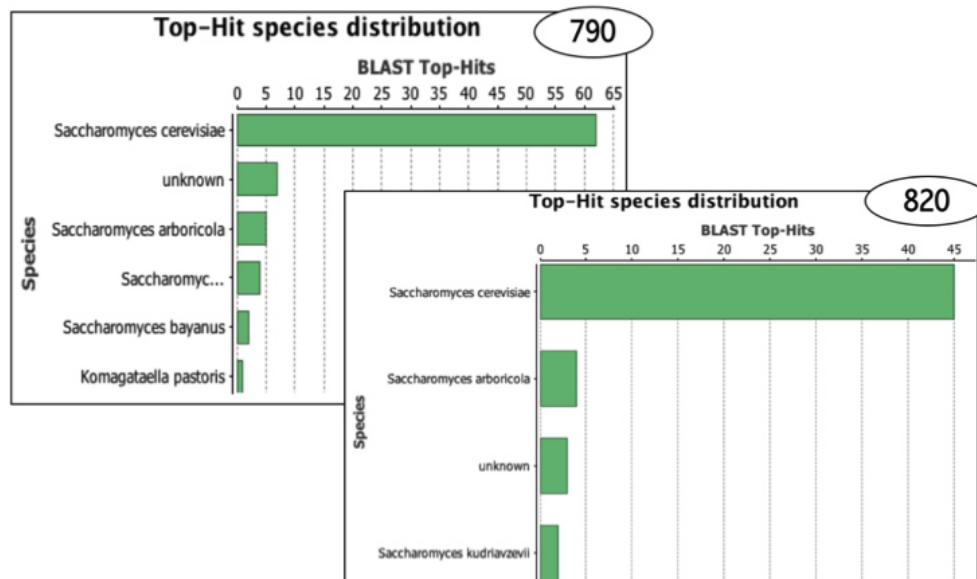 Top-Hit species distribution
790
BLAST Top-Hits
0 5 10 15 20 25 30 35 40 45 50 55 60 65
Saccharomyces cerevisiae
unknown
Saccharomyces arboricola
Saccharomyc...
Saccharomyces bayanus
Komagataella pastoris
Species
Top-Hit species distribution
820
BLAST Top-Hits
0 5 10 15 20 25 30 35 40 45
Saccharomyces cerevisiae
Saccharomyces arboricola
unknown
Saccharomyces kudriavzevii
Species